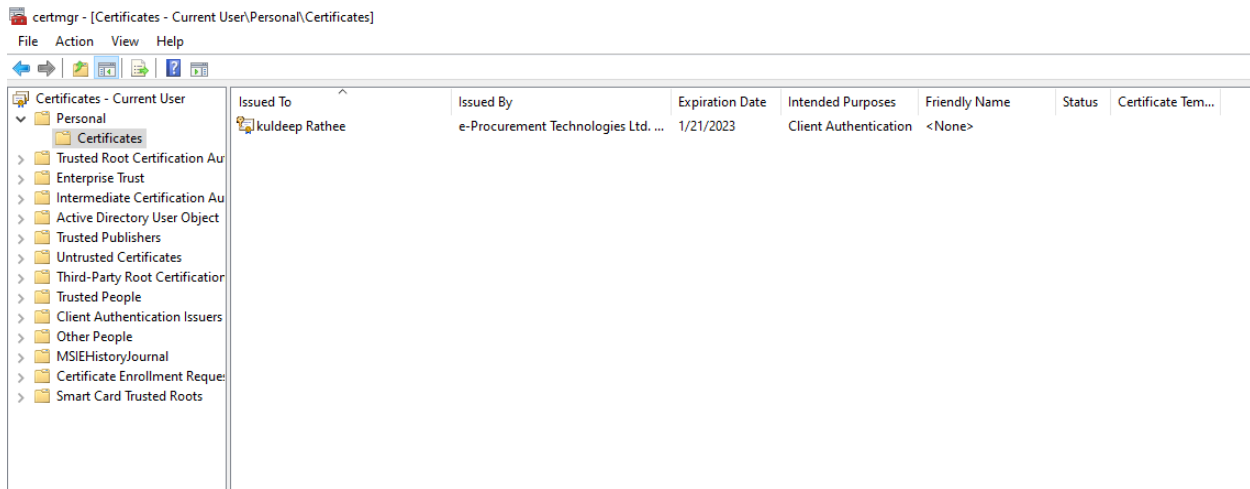 certmgr - [Certificates - Current User\Personal\Certificates]
File Action View Help
Certificates - Current User
Personal
Certificates
Trusted Root Certification Au
Enterprise Trust
Intermediate Certification Au
Active Directory User Object
Trusted Publishers
Untrusted Certificates
Third-Party Root Certification
Trusted People
Client Authentication Issuers
Other People
MSIEHistoryJournal
Certificate Enrollment Reques
Smart Card Trusted Roots
Issued To Issued By Expiration Date Intended Purposes Friendly Name Status Certificate Tem...
kuldeep Rathee e-Procurement Technologies Ltd. ... 1/21/2023 Client Authentication <None>